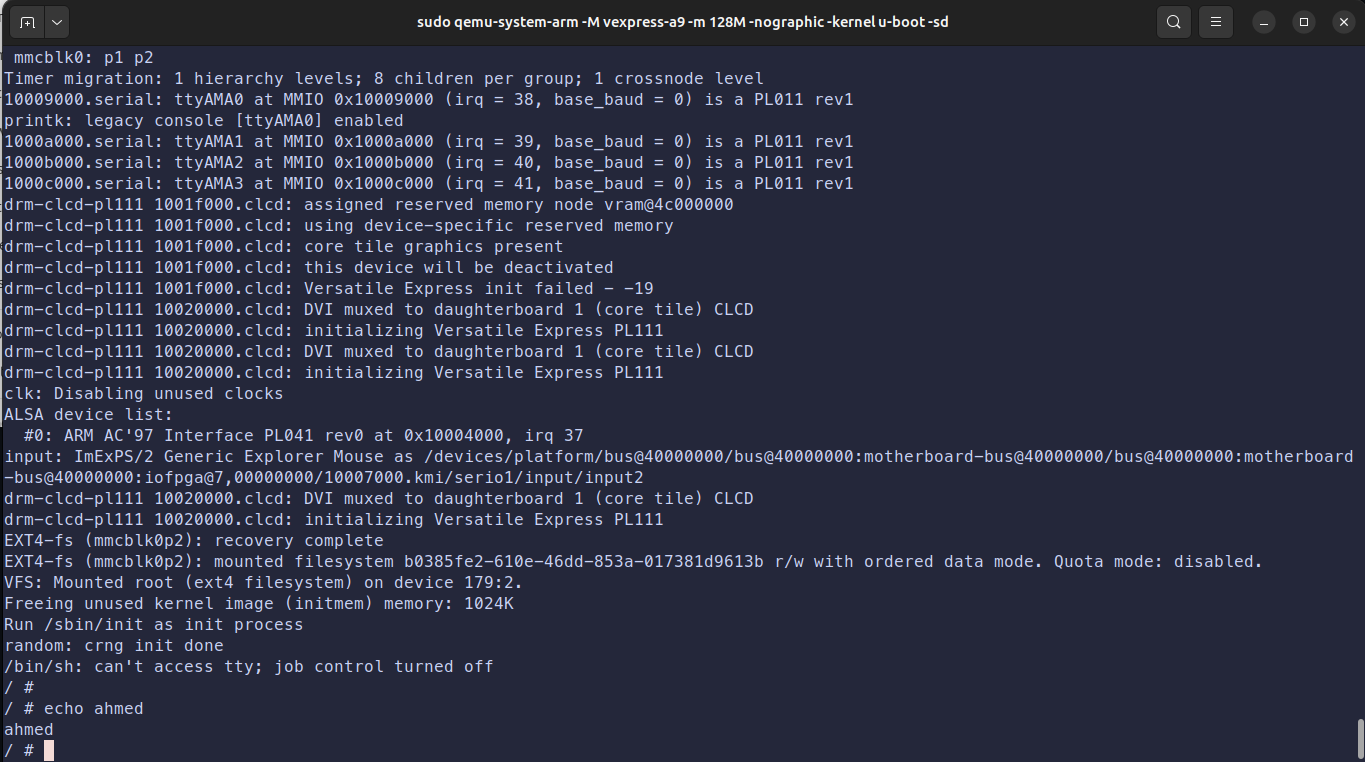 sudo qemu-system-arm -M vexpress-a9 -m 128M -nographic -kernel u-boot -sd
mmcblk0: p1 p2
Timer migration: 1 hierarchy levels; 8 children per group; 1 crossnode level
10009000.serial: ttyAMA0 at MMIO 0x10009000 (irq = 38, base_baud = 0) is a PL011 rev1
printk: legacy console [ttyAMA0] enabled
1000a000.serial: ttyAMA1 at MMIO 0x1000a000 (irq = 39, base_baud = 0) is a PL011 rev1
1000b000.serial: ttyAMA2 at MMIO 0x1000b000 (irq = 40, base_baud = 0) is a PL011 rev1
1000c000.serial: ttyAMA3 at MMIO 0x1000c000 (irq = 41, base_baud = 0) is a PL011 rev1
drm-clcd-pl111 1001f000.clcd: assigned reserved memory node vram@4c000000
drm-clcd-pl111 1001f000.clcd: using device-specific reserved memory
drm-clcd-pl111 1001f000.clcd: core tile graphics present
drm-clcd-pl111 1001f000.clcd: this device will be deactivated
drm-clcd-pl111 1001f000.clcd: Versatile Express init failed - -19
drm-clcd-pl111 10020000.clcd: DVI muxed to daughterboard 1 (core tile) CLCD
drm-clcd-pl111 10020000.clcd: initializing Versatile Express PL111
drm-clcd-pl111 10020000.clcd: DVI muxed to daughterboard 1 (core tile) CLCD
drm-clcd-pl111 10020000.clcd: initializing Versatile Express PL111
clk: Disabling unused clocks
ALSA device list:
  #0: ARM AC'97 Interface PL041 rev0 at 0x10004000, irq 37
input: ImExPS/2 Generic Explorer Mouse as /devices/platform/bus@40000000/bus@40000000:motherboard-bus@40000000/bus@40000000:motherboard
-bus@40000000:iofpga@7,00000000/10007000.kmi/serio1/input/input2
drm-clcd-pl111 10020000.clcd: DVI muxed to daughterboard 1 (core tile) CLCD
drm-clcd-pl111 10020000.clcd: initializing Versatile Express PL111
EXT4-fs (mmcblk0p2): recovery complete
EXT4-fs (mmcblk0p2): mounted filesystem b0385fe2-610e-46dd-853a-017381d9613b r/w with ordered data mode. Quota mode: disabled.
VFS: Mounted root (ext4 filesystem) on device 179:2.
Freeing unused kernel image (initmem) memory: 1024K
Run /sbin/init as init process
random: crng init done
/bin/sh: can't access tty; job control turned off
/ #
/ # echo ahmed
ahmed
/ #